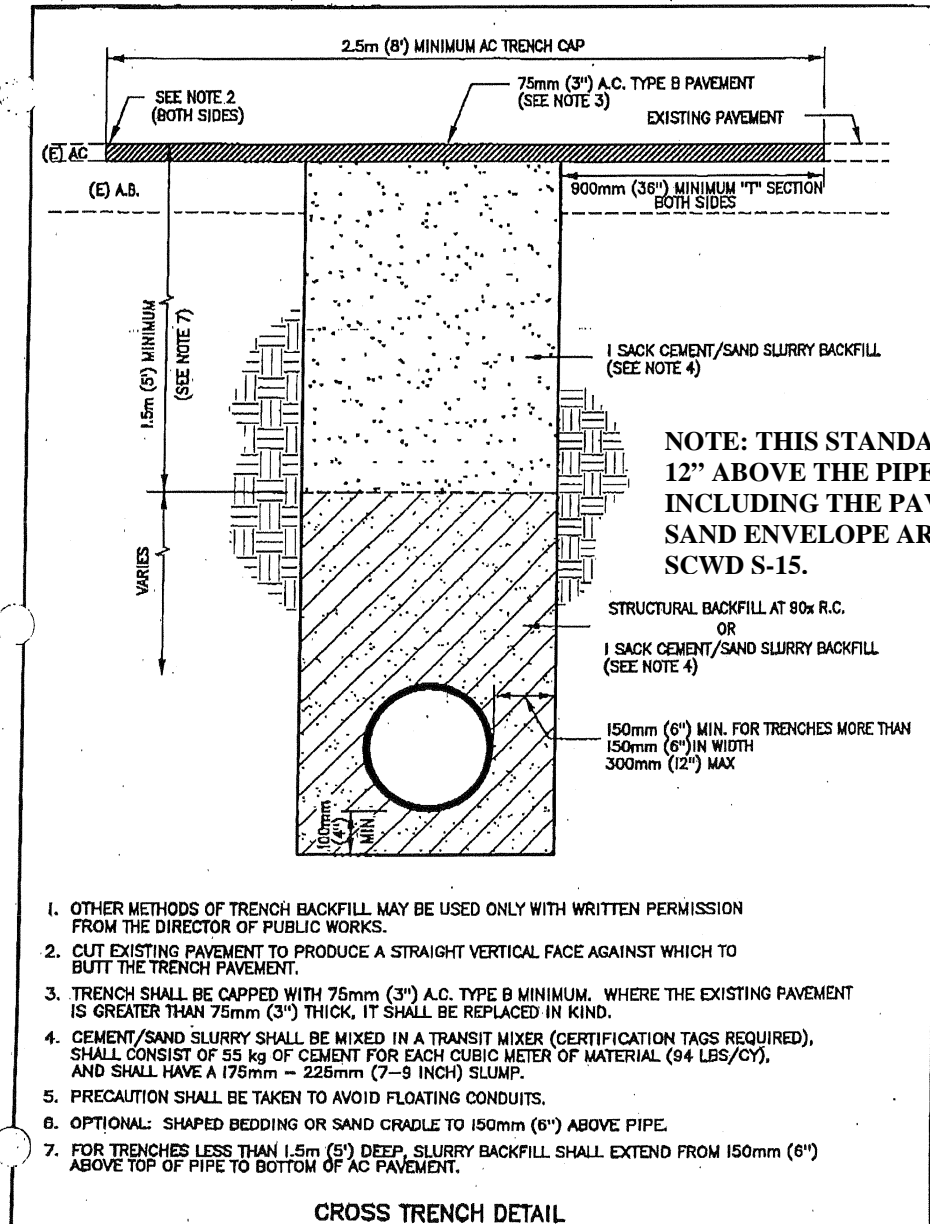 2.5m (8') MINIMUM AC TRENCH CAP
SEE NOTE 2
(BOTH SIDES)
75mm (3") A.C. TYPE B PAVEMENT
(SEE NOTE 3)
EXISTING PAVEMENT
(E) AC
(E) A.B.
900mm (36") MINIMUM "T" SECTION
BOTH SIDES
1.5m (5') MINIMUM
(SEE NOTE 7)
1 SACK CEMENT/SAND SLURRY BACKFILL
(SEE NOTE 4)
NOTE: THIS STANDA
12” ABOVE THE PIPE
INCLUDING THE PAV
SAND ENVELOPE AR
SCWD S-15.
VARIES
STRUCTURAL BACKFILL AT 90% R.C.
OR
1 SACK CEMENT/SAND SLURRY BACKFILL
(SEE NOTE 4)
150mm (6") MIN. FOR TRENCHES MORE THAN
150mm (6")IN WIDTH
300mm (12") MAX
100mm
(4")
MIN.
1. OTHER METHODS OF TRENCH BACKFILL MAY BE USED ONLY WITH WRITTEN PERMISSION
FROM THE DIRECTOR OF PUBLIC WORKS.
2. CUT EXISTING PAVEMENT TO PRODUCE A STRAIGHT VERTICAL FACE AGAINST WHICH TO
BUTT THE TRENCH PAVEMENT.
3. TRENCH SHALL BE CAPPED WITH 75mm (3") A.C. TYPE B MINIMUM. WHERE THE EXISTING PAVEMENT
IS GREATER THAN 75mm (3") THICK, IT SHALL BE REPLACED IN KIND.
4. CEMENT/SAND SLURRY SHALL BE MIXED IN A TRANSIT MIXER (CERTIFICATION TAGS REQUIRED),
SHALL CONSIST OF 55 kg OF CEMENT FOR EACH CUBIC METER OF MATERIAL (94 LBS/CY),
AND SHALL HAVE A 175mm - 225mm (7-9 INCH) SLUMP.
5. PRECAUTION SHALL BE TAKEN TO AVOID FLOATING CONDUITS.
6. OPTIONAL: SHAPED BEDDING OR SAND CRADLE TO 150mm (6") ABOVE PIPE.
7. FOR TRENCHES LESS THAN 1.5m (5') DEEP, SLURRY BACKFILL SHALL EXTEND FROM 150mm (6")
ABOVE TOP OF PIPE TO BOTTOM OF AC PAVEMENT.
CROSS TRENCH DETAIL